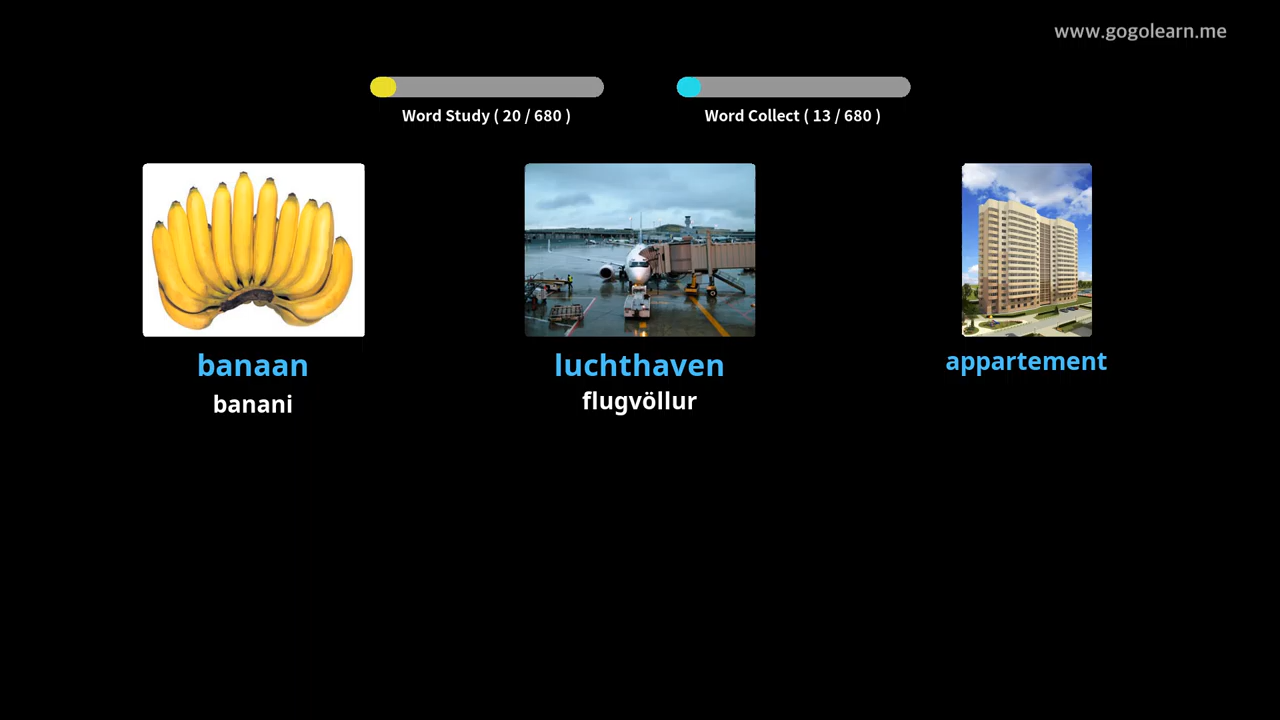 www.gogolearn.me
Word Study ( 20 / 680 )
Word Collect ( 13 / 680 )
banaan
banani
luchthaven
flugvöllur
appartement